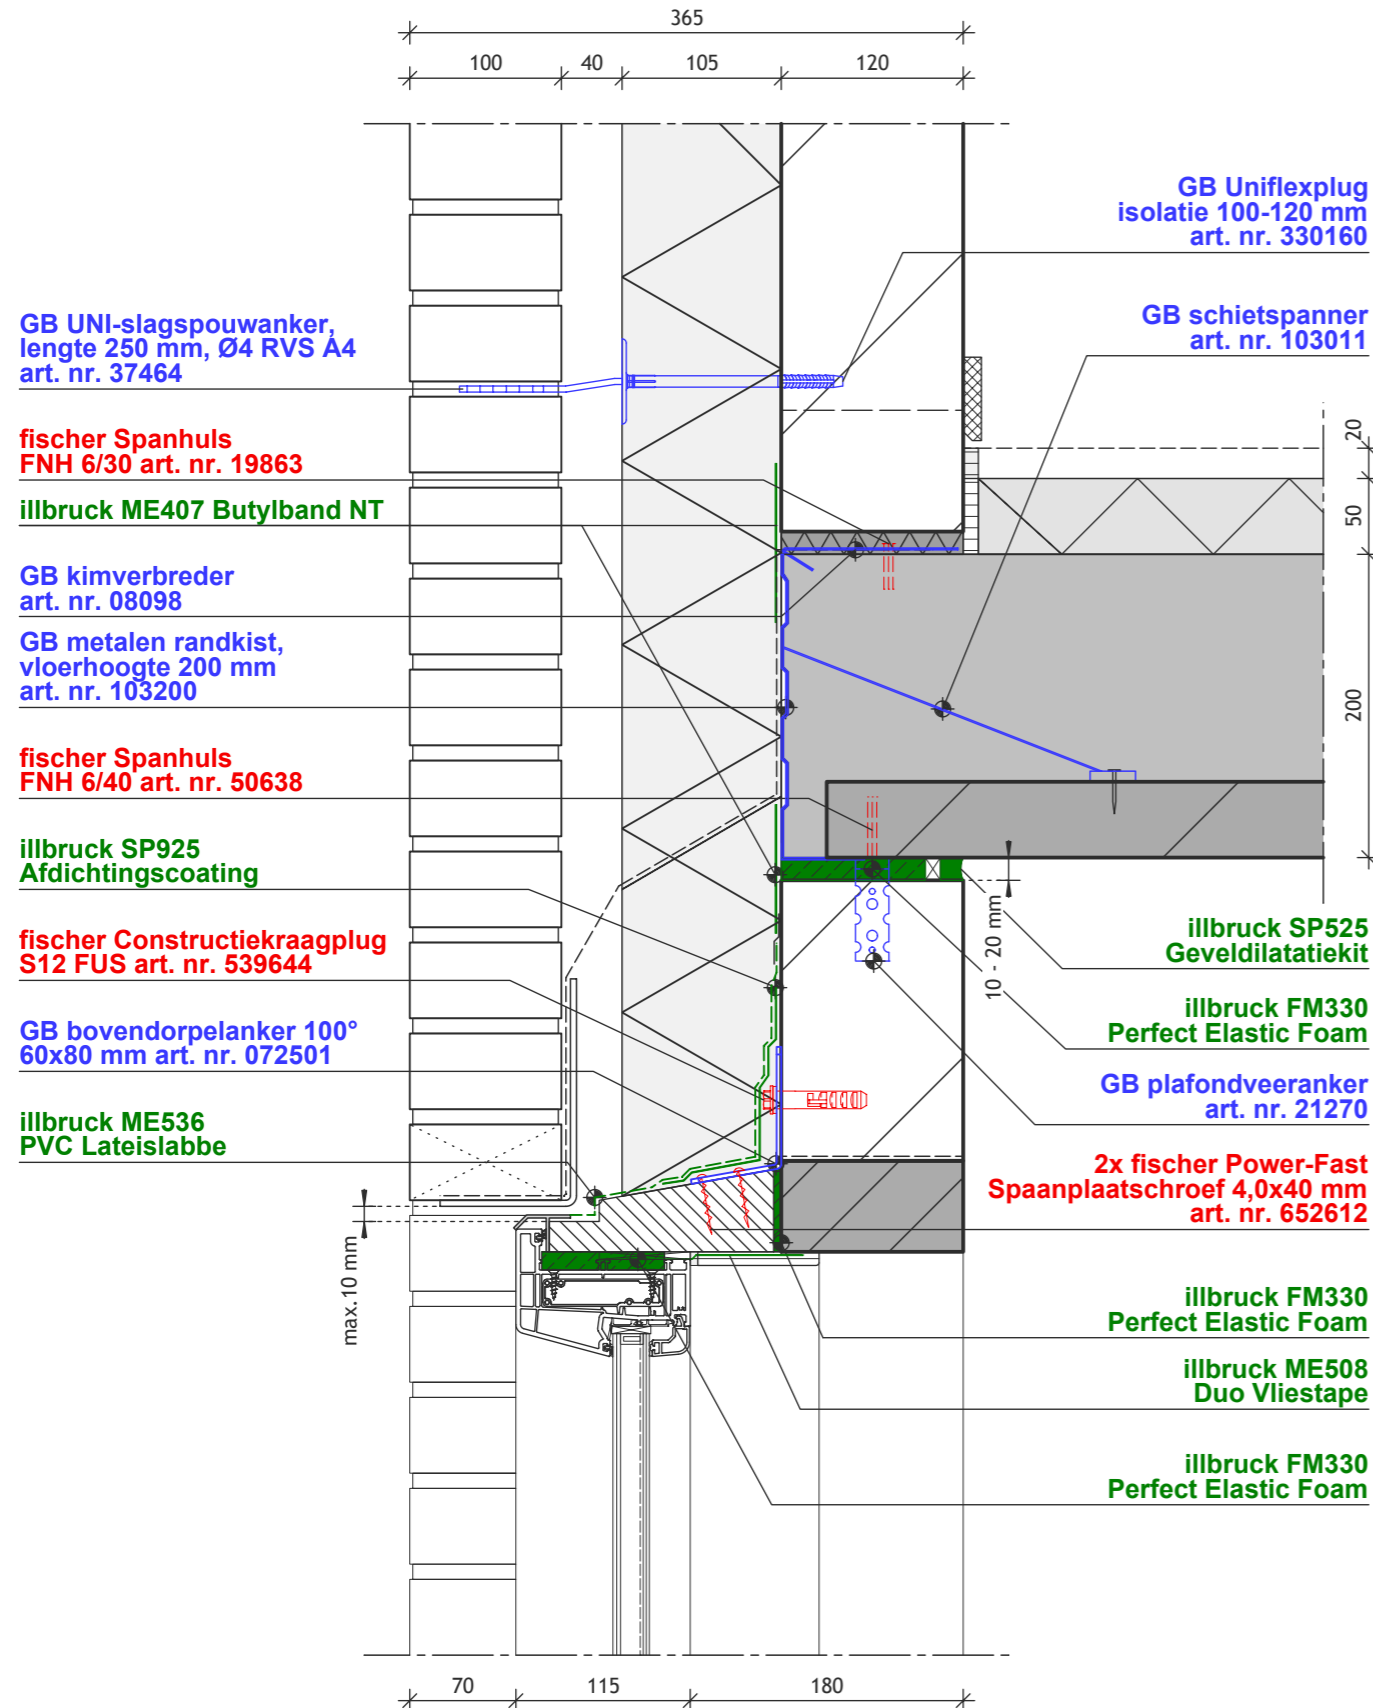 365
100
40
105
120
GB Uniflexplug
isolatie 100-120 mm
art. nr. 330160
GB UNI-slagspouwanker,
lengte 250 mm, Ø4 RVS A4
art. nr. 37464
GB schietspanner
art. nr. 103011
fischer Spanhuls
FNH 6/30 art. nr. 19863
illbruck ME407 Butylband NT
GB kimverbreder
art. nr. 08098
GB metalen randkist,
vloerhoogte 200 mm
art. nr. 103200
fischer Spanhuls
FNH 6/40 art. nr. 50638
illbruck SP925
Afdichtingscoating
fischer Constructiekraagplug
S12 FUS art. nr. 539644
GB bovendorpelanker 100°
60x80 mm art. nr. 072501
illbruck ME536
PVC Lateislabbe
max.10 mm
20
50
200
10 - 20 mm
illbruck SP525
Geveldilatatiekit
illbruck FM330
Perfect Elastic Foam
GB plafondveeranker
art. nr. 21270
2x fischer Power-Fast
Spaanplaatschroef 4,0x40 mm
art. nr. 652612
illbruck FM330
Perfect Elastic Foam
illbruck ME508
Duo Vliestape
illbruck FM330
Perfect Elastic Foam
70
115
180